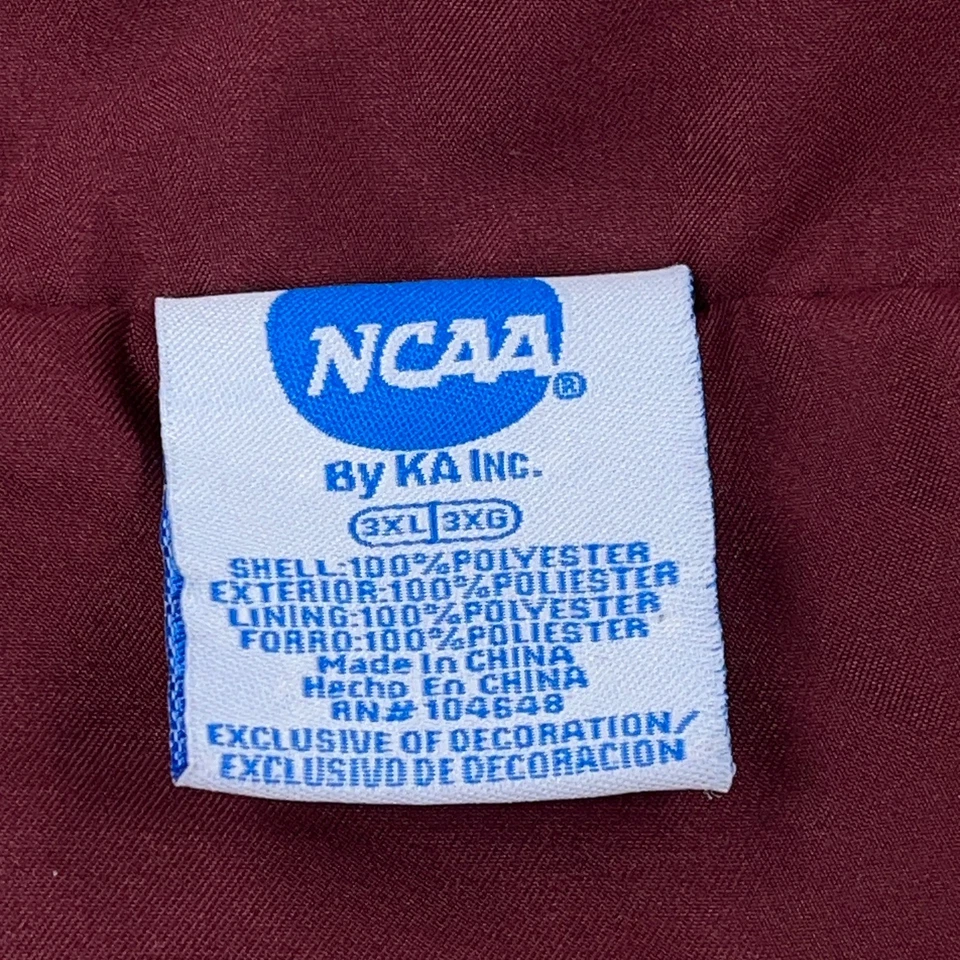 NCAA®
By KA INC.
3XL 3XG
SHELL:100%POLYESTER
EXTERIOR:100%POLIESTER
LINING:100%POLYESTER
FORRO:100%POLIESTER
Made In CHINA
Hecho En CHINA
RN# 104648
EXCLUSIVE OF DECORATION/
EXCLUSIVO DE DECORACION